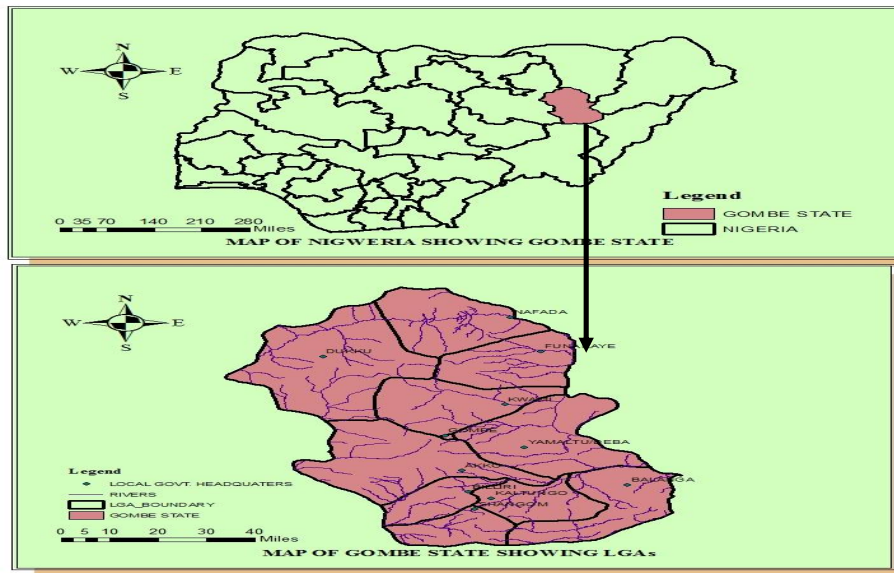 N
W E
S
Legend
GOMBE STATE
NIGERIA
0 35 70 140 210 280
Miles
MAP OF NIGWERIA SHOWING GOMBE STATE
N
W E
S
NAFADA
DUKKU
FUNAKAYE
KWAMI
GOMBE
YAMALTU/DEBA
AKKO
BALANGA
BILLIRI
KALTUNGO
SHANGOM
Legend
LOCAL GOVT. HEADQUATERS
RIVERS
LGA_BOUNDARY
GOMBE STATE
0 5 10 20 30 40
Miles
MAP OF GOMBE STATE SHOWING LGAs